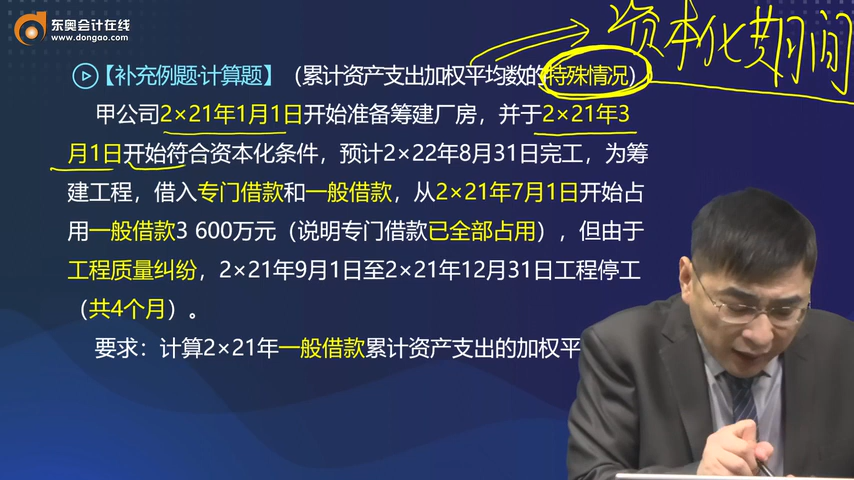 东奥会计在线
www.dongao.com
资本化期间
【补充例题·计算题】（累计资产支出加权平均数的特殊情况）
甲公司2×21年1月1日开始准备筹建厂房，并于2×21年3
月1日开始符合资本化条件，预计2×22年8月31日完工，为筹
建工程，借入专门借款和一般借款，从2×21年7月1日开始占
用一般借款3 600万元（说明专门借款已全部占用），但由于
工程质量纠纷，2×21年9月1日至2×21年12月31日工程停工
（共4个月）。
要求：计算2×21年一般借款累计资产支出的加权平